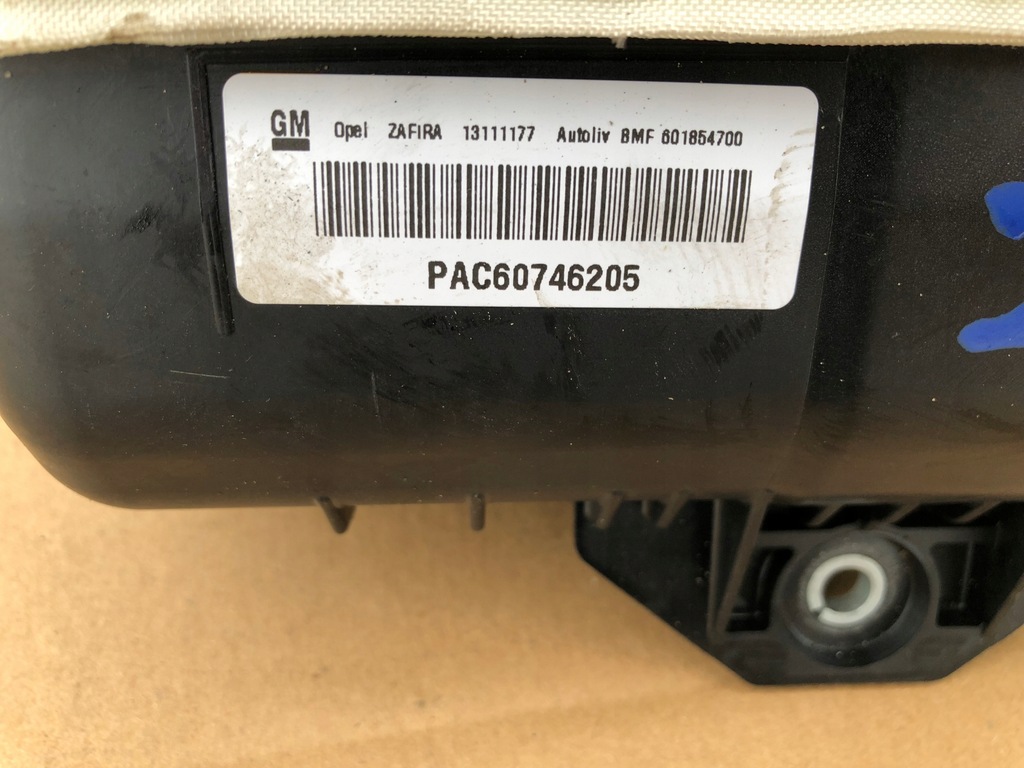 GM Opel ZAFIRA 13111177 Autoliv BMF 601854700
PAC60746205